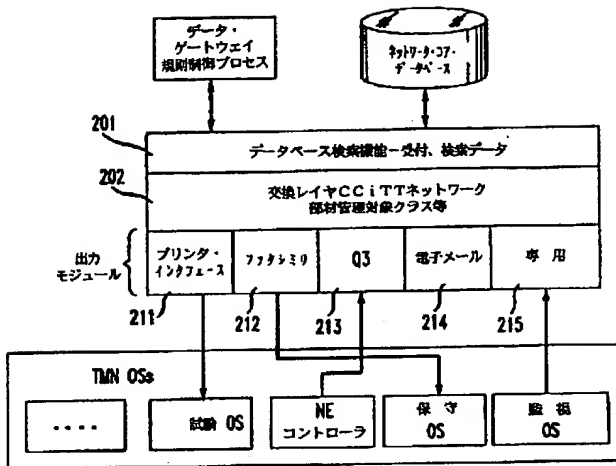 データ・
ゲートウェイ
規則制御プロセス
ネットワーク・コア・
データベース
201
データベース検索機能－受付、検索データ
202
交換レイヤCCiTTネットワーク
部材管理対象クラス等
出力
モジュール
プリンタ・
インタフェース
ファクシミリ
Q3
電子メール
専用
211
212
213
214
215
TMN OSs
・・・・
試験 OS
NE
コントローラ
保守
OS
監視
OS